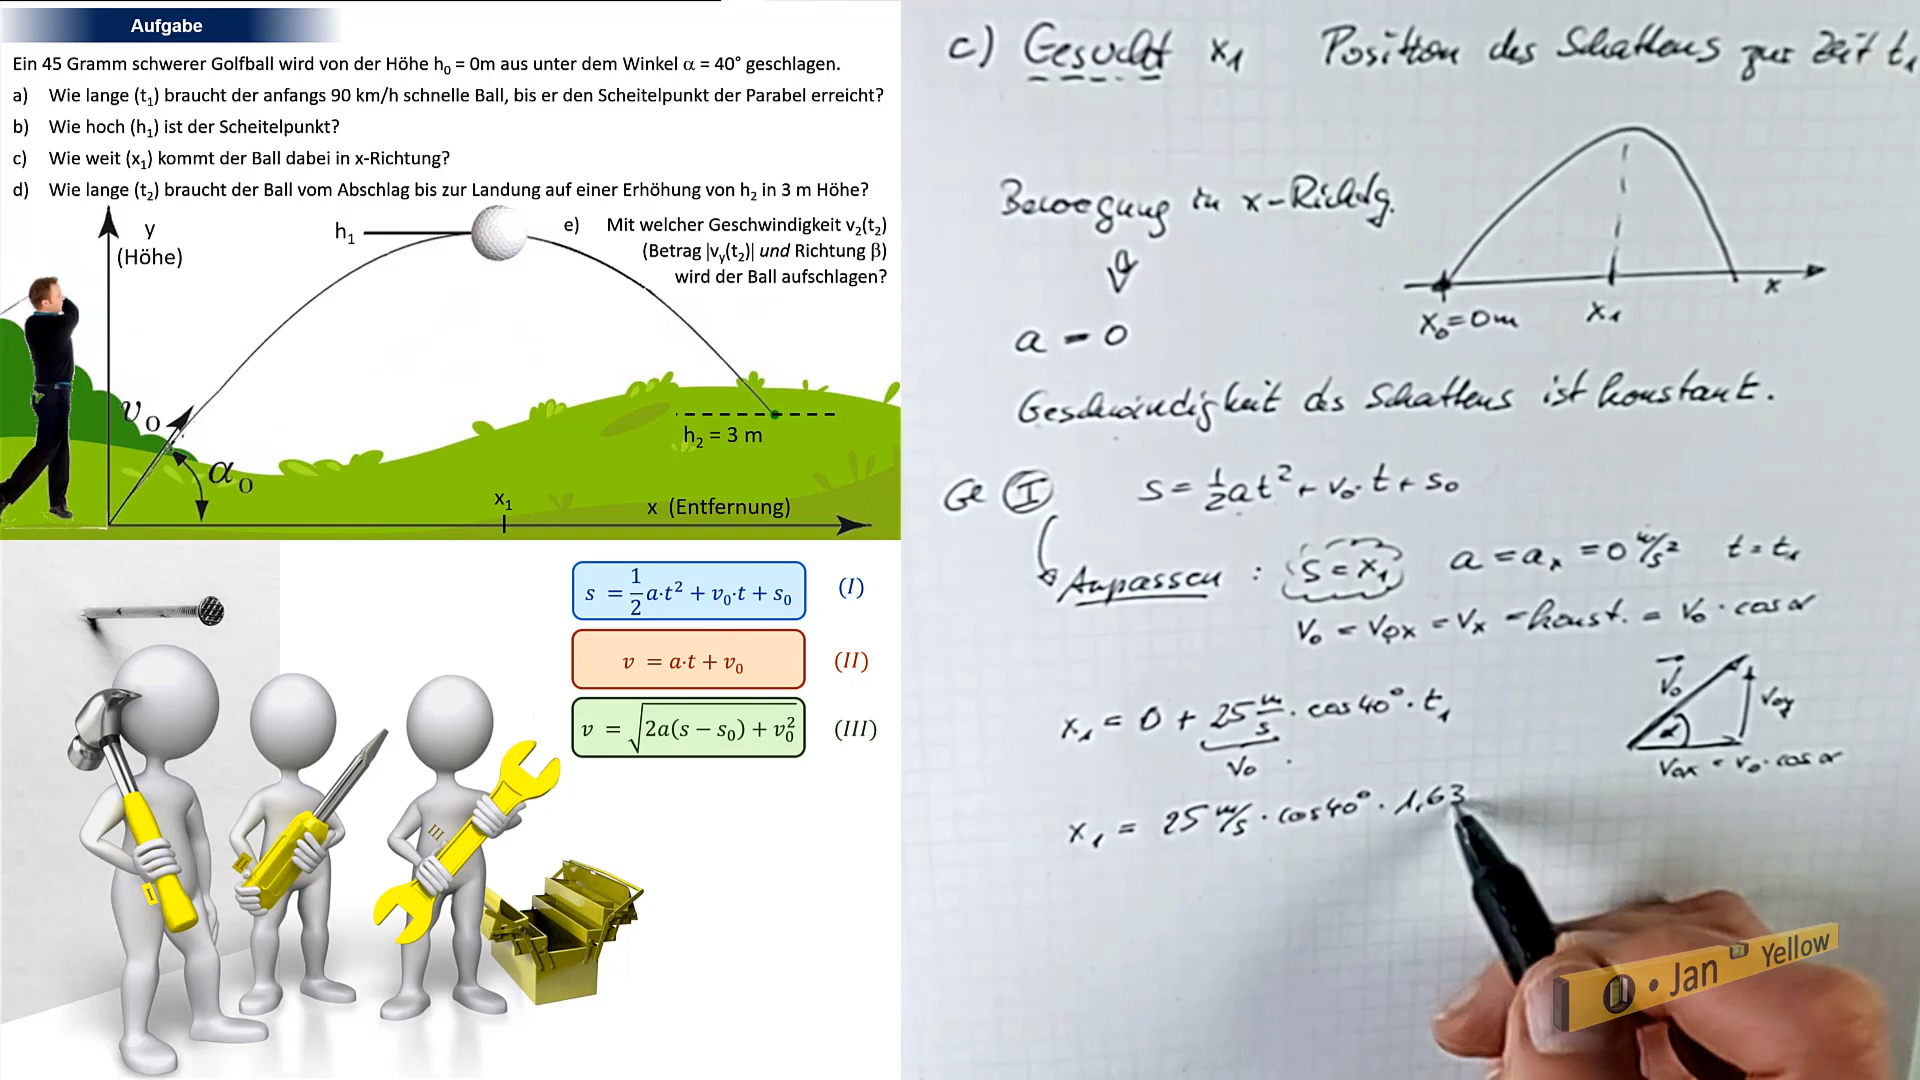 Aufgabe
Ein 45 Gramm schwerer Golfball wird von der Höhe h₀ = 0m aus unter dem Winkel α = 40° geschlagen.
a) Wie lange (t₁) braucht der anfangs 90 km/h schnelle Ball, bis er den Scheitelpunkt der Parabel erreicht?
b) Wie hoch (h₁) ist der Scheitelpunkt?
c) Wie weit (x₁) kommt der Ball dabei in x-Richtung?
d) Wie lange (t₂) braucht der Ball vom Abschlag bis zur Landung auf einer Erhöhung von h₂ in 3 m Höhe?
e) Mit welcher Geschwindigkeit v₂(t₂)
(Betrag |vᵧ(t₂)| und Richtung β)
wird der Ball aufschlagen?
y
(Höhe)
h₁
v₀
α₀
h₂ = 3 m
x₁
x (Entfernung)
s = 1/2 a·t² + v₀·t + s₀ (I)
v = a·t + v₀ (II)
v = √(2a(s − s₀) + v₀²) (III)
I
II
III
c) Gesucht x₁ Position des Schattens zur Zeit t₁
Bewegung in x-Richtg.
a = 0
x₀ = 0m
x₁
x
Geschwindigkeit des Schattens ist konstant.
Ge (I) s = 1/2 at² + v₀·t + s₀
Anpassen : s = x₁ a = aₓ = 0 m/s² t = t₁
v₀ = v₀ₓ = vₓ = konst. = v₀ · cos α
x₁ = 0 + 25 m/s · cos 40° · t₁
v₀
v₀
v₀y
α
v₀ₓ = v₀ · cos α
x₁ = 25 m/s · cos 40° · 1,63
• Jan Yellow